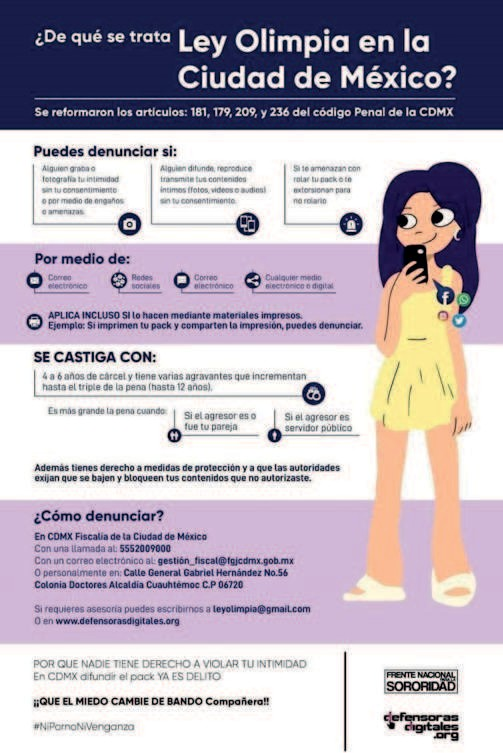 ¿De qué se trata Ley Olimpia en la
Ciudad de México?
Se reformaron los artículos: 181, 179, 209, y 236 del código Penal de la CDMX
Puedes denunciar si:
Alguien graba o
fotografía tu intimidad
sin tu consentimiento
o por medio de engaños
o amenazas.
Alguien difunde, reproduce
transmite tus contenidos
íntimos (fotos, videos o audios)
sin tu consentimiento.
Si te amenazan con
rolar tu pack o te
extorsionan para
no rolarlo
Por medio de:
Correo
electrónico
Redes
sociales
Correo
electrónico
Cualquier medio
electrónico o digital
APLICA INCLUSO SI lo hacen mediante materiales impresos.
Ejemplo: Si imprimen tu pack y comparten la impresión, puedes denunciar.
SE CASTIGA CON:
4 a 6 años de cárcel y tiene varias agravantes que incrementan
hasta el triple de la pena (hasta 12 años).
Es más grande la pena cuando:
Si el agresor es o
fue tu pareja
Si el agresor es
servidor público
Además tienes derecho a medidas de protección y a que las autoridades
exijan que se bajen y bloqueen tus contenidos que no autorizaste.
¿Cómo denunciar?
En CDMX Fiscalía de la Ciudad de México
Con una llamada al: 5552009000
Con un correo electrónico al: gestión_fiscal@fgjcdmx.gob.mx
O personalmente en: Calle General Gabriel Hernández No.56
Colonia Doctores Alcaldía Cuauhtémoc C.P 06720
Si requieres asesoría puedes escribirnos a leyolimpia@gmail.com
O en www.defensorasdigitales.org
POR QUE NADIE TIENE DERECHO A VIOLAR TU INTIMIDAD
En CDMX difundir el pack YA ES DELITO
¡¡QUE EL MIEDO CAMBIE DE BANDO Compañera!!
#NiPornoNiVenganza
FRENTE NACIONAL
SORORIDAD
defensoras
digitales
.org